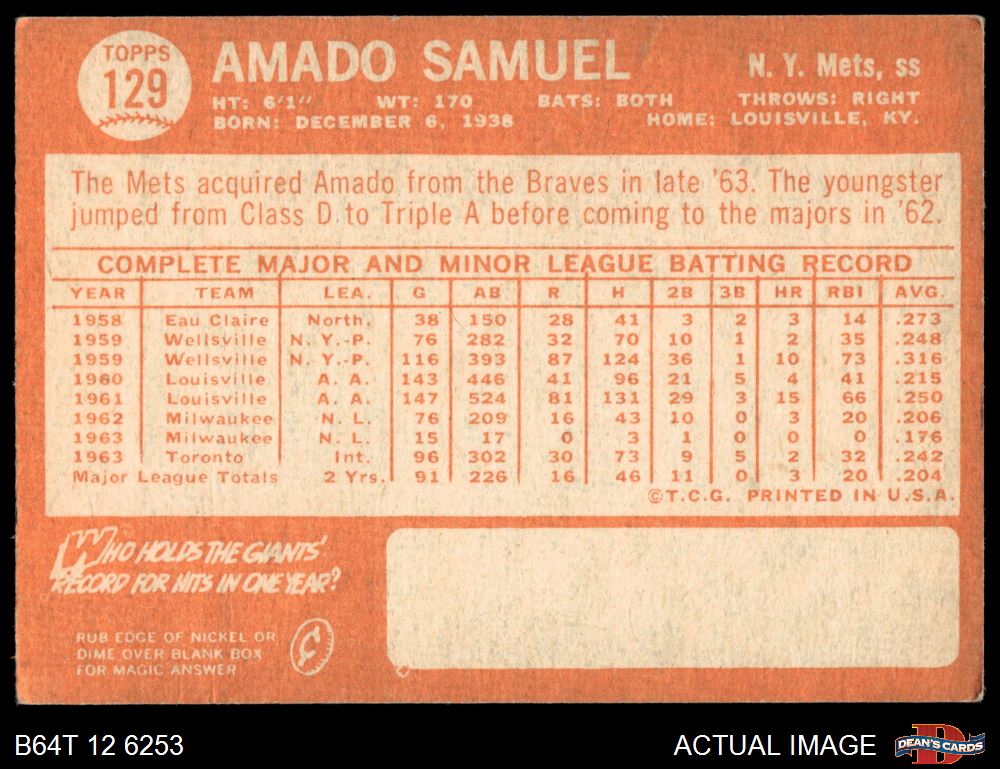 TOPPS
129
AMADO SAMUEL
N. Y. Mets, ss
HT: 6'1" WT: 170 BATS: BOTH THROWS: RIGHT
BORN: DECEMBER 6, 1938 HOME: LOUISVILLE, KY.
The Mets acquired Amado from the Braves in late '63. The youngster
jumped from Class D to Triple A before coming to the majors in '62.
COMPLETE MAJOR AND MINOR LEAGUE BATTING RECORD
YEAR TEAM LEA. G AB R H 2B 3B HR RBI AVG.
1958 Eau Claire North. 38 150 28 41 3 2 3 14 .273
1959 Wellsville N. Y.-P. 76 282 32 70 10 1 2 35 .248
1959 Wellsville N. Y.-P. 116 393 87 124 36 1 10 73 .316
1960 Louisville A. A. 143 446 41 96 21 5 4 41 .215
1961 Louisville A. A. 147 524 81 131 29 3 15 66 .250
1962 Milwaukee N. L. 76 209 16 43 10 0 3 20 .206
1963 Milwaukee N. L. 15 17 0 3 1 0 0 0 .176
1963 Toronto Int. 96 302 30 73 9 5 2 32 .242
Major League Totals 2 Yrs. 91 226 16 46 11 0 3 20 .204
©T.C.G. PRINTED IN U.S.A.
WHO HOLDS THE GIANTS'
RECORD FOR HITS IN ONE YEAR?
RUB EDGE OF NICKEL OR
DIME OVER BLANK BOX
FOR MAGIC ANSWER
¢
B64T 12 6253
ACTUAL IMAGE
DEAN'S CARDS